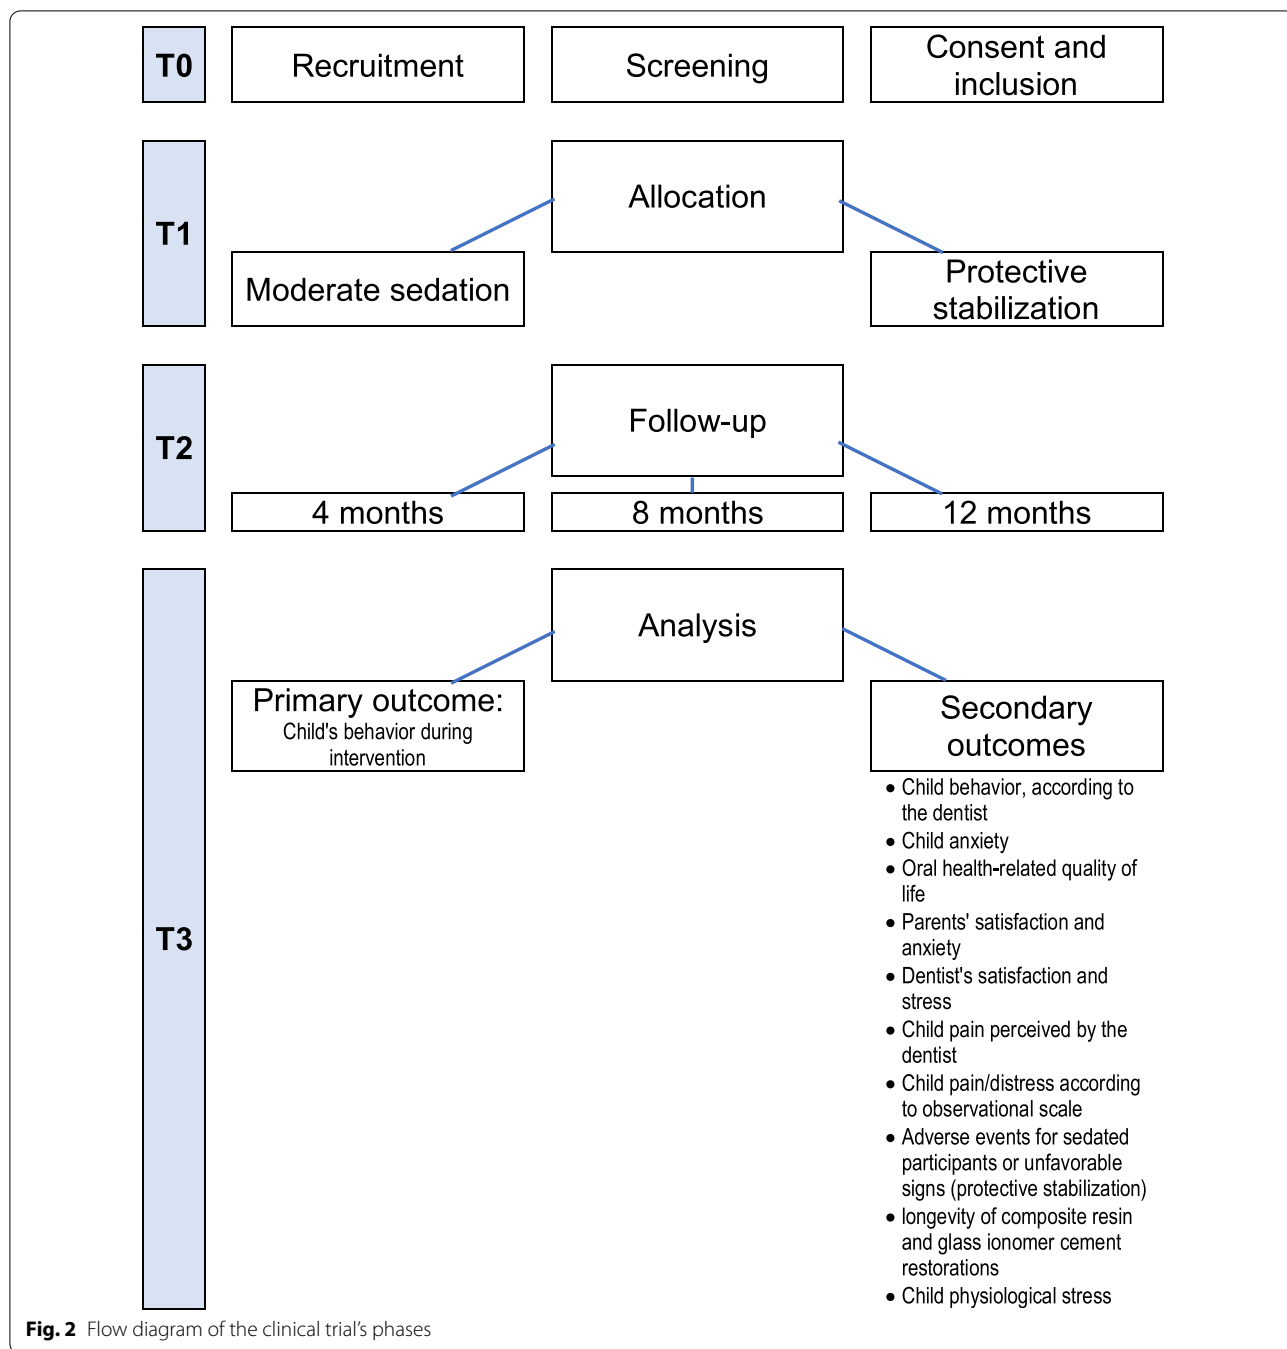 T0
Recruitment
Screening
Consent and
inclusion
T1
Allocation
Moderate sedation
Protective
stabilization
T2
Follow-up
4 months
8 months
12 months
T3
Analysis
Primary outcome:
Child's behavior during
intervention
Secondary
outcomes
• Child behavior, according to
the dentist
• Child anxiety
• Oral health-related quality of
life
• Parents' satisfaction and
anxiety
• Dentist's satisfaction and
stress
• Child pain perceived by the
dentist
• Child pain/distress according
to observational scale
• Adverse events for sedated
participants or unfavorable
signs (protective stabilization)
• longevity of composite resin
and glass ionomer cement
restorations
• Child physiological stress
Fig. 2 Flow diagram of the clinical trial's phases